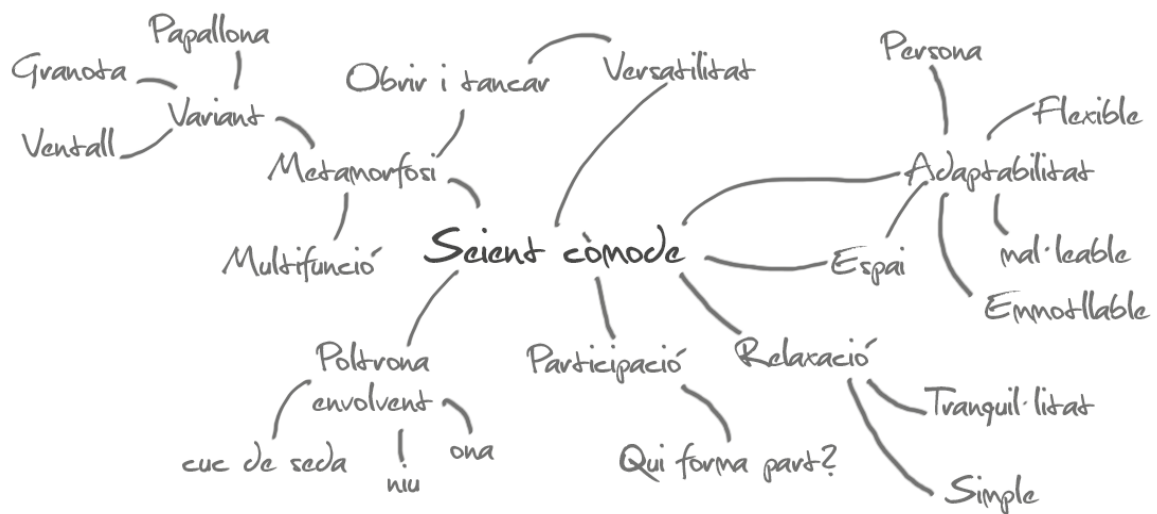 Papallona
Granota
Variant
Ventall
Obrir i tancar
Versatilitat
Persona
Flexible
Metamorfosi
Adaptabilitat
Multifunció
Scient còmode
Espai
mal·leable
Emmotllable
Poltrona
envolvent
Participació
Relaxació
cuc de seda
niu
ona
Qui forma part?
Tranquil·litat
Simple